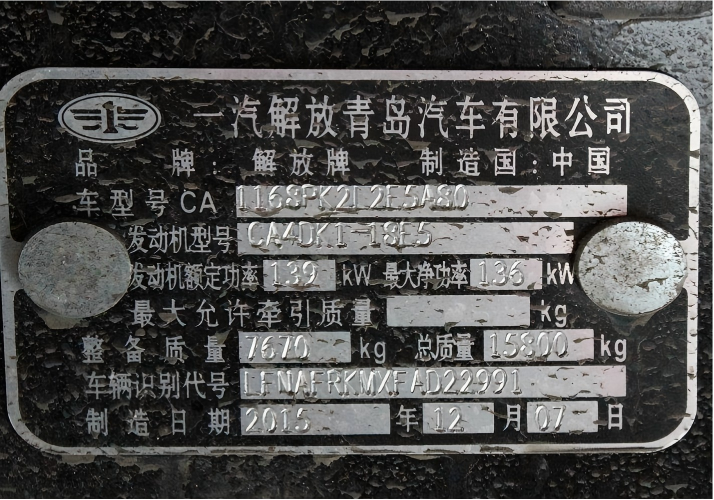 一汽解放青岛汽车有限公司
品 牌: 解放牌 制造国:中国
车型号 CA 1168PK2L2E5A80
发动机型号 CA4DK1-18E5
发动机额定功率 139 kW 最大净功率 136 kW
最大允许牵引质量 kg
整备质量 7670 kg 总质量 15800 kg
车辆识别代号 LFNAFRKMXFAD22991
制造日期 2015 年 12 月 07 日